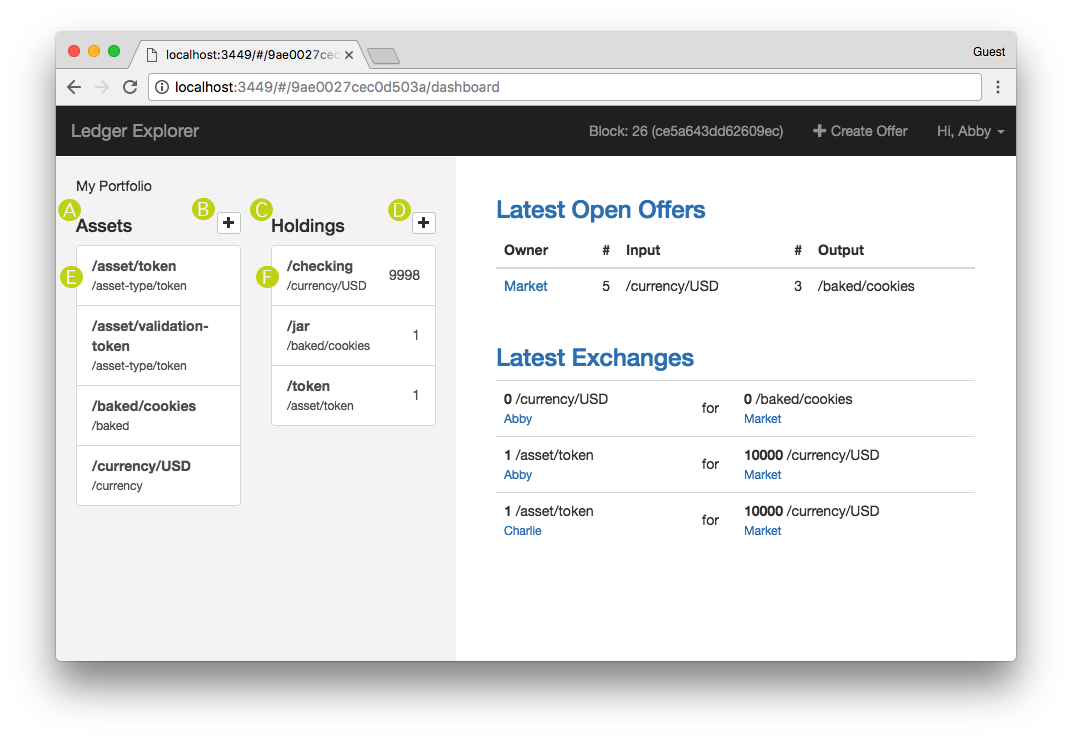 localhost:3449/#/9ae0027cec
Guest
localhost:3449/#/9ae0027cec0d503a/dashboard
Ledger Explorer
Block: 26 (ce5a643dd62609ec)
+ Create Offer
Hi, Abby
My Portfolio
A
Assets
B
+
C
Holdings
D
+
E
/asset/token
/asset-type/token
/asset/validation-
token
/asset-type/token
/baked/cookies
/baked
/currency/USD
/currency
F
/checking 9998
/currency/USD
/jar 1
/baked/cookies
/token 1
/asset/token
Latest Open Offers
Owner # Input # Output
Market 5 /currency/USD 3 /baked/cookies
Latest Exchanges
0 /currency/USD for 0 /baked/cookies
Abby Market
1 /asset/token for 10000 /currency/USD
Abby Market
1 /asset/token for 10000 /currency/USD
Charlie Market